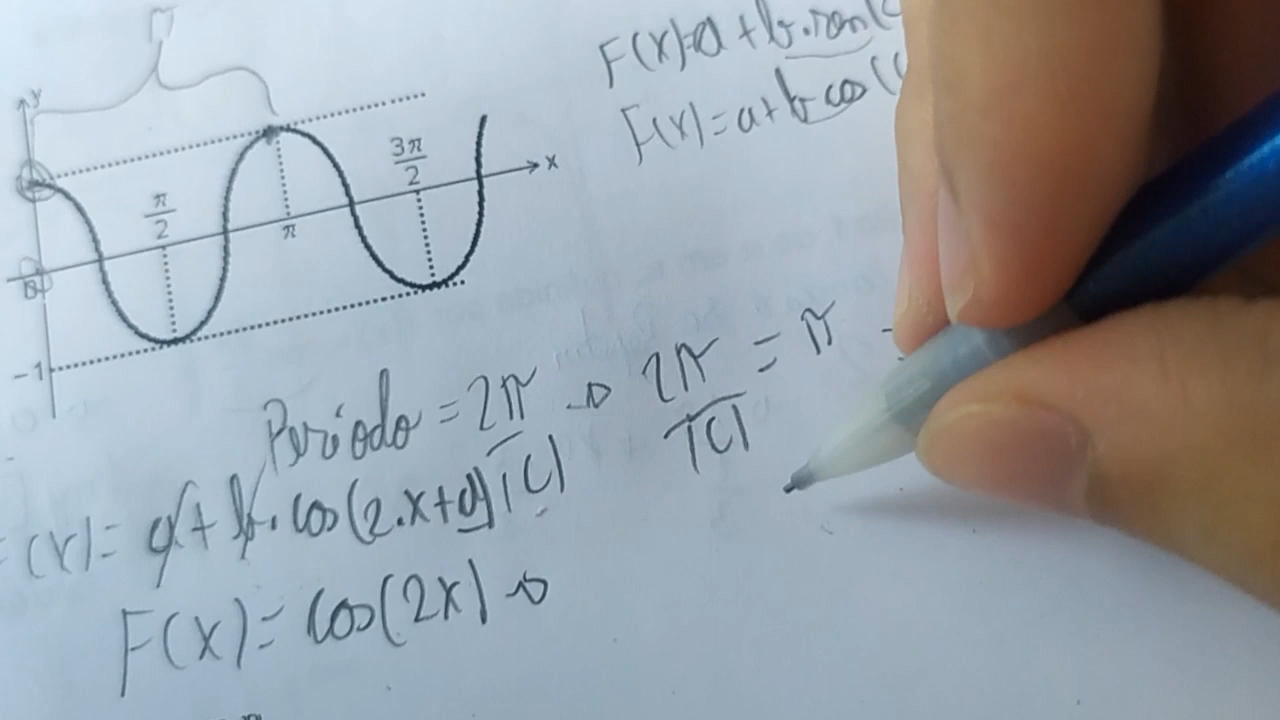 π
y
F(x)=a+b.sen(
F(x)=a+b cos(
π/2
3π/2
x
π
0
-1
Período = 2π/|C| → 2π/|C| = π
F(x)= a+b.cos(2.x+d)
F(x)= cos(2x) →